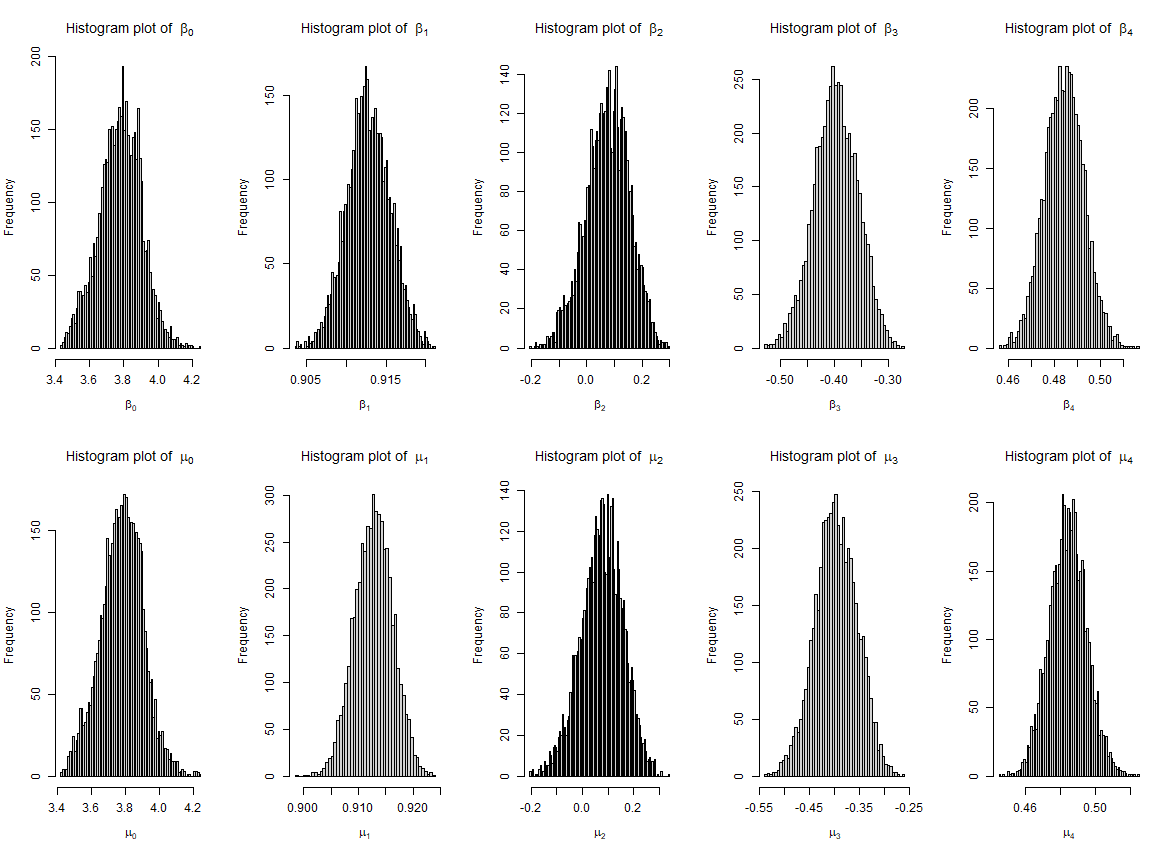 Histogram plot of β0
Frequency
0 50 100 150 200
3.4 3.6 3.8 4.0 4.2
β0
Histogram plot of β1
Frequency
0 50 100 150
0.905 0.915
β1
Histogram plot of β2
Frequency
0 20 40 60 80 100 120 140
-0.2 0.0 0.2
β2
Histogram plot of β3
Frequency
0 50 100 150 200 250
-0.50 -0.40 -0.30
β3
Histogram plot of β4
Frequency
0 50 100 150 200
0.46 0.48 0.50
β4
Histogram plot of μ0
Frequency
0 50 100 150
3.4 3.6 3.8 4.0 4.2
μ0
Histogram plot of μ1
Frequency
0 50 100 150 200 250 300
0.900 0.910 0.920
μ1
Histogram plot of μ2
Frequency
0 20 40 60 80 100 120 140
-0.2 0.0 0.2
μ2
Histogram plot of μ3
Frequency
0 50 100 150 200 250
-0.55 -0.45 -0.35 -0.25
μ3
Histogram plot of μ4
Frequency
0 50 100 150 200
0.46 0.50
μ4